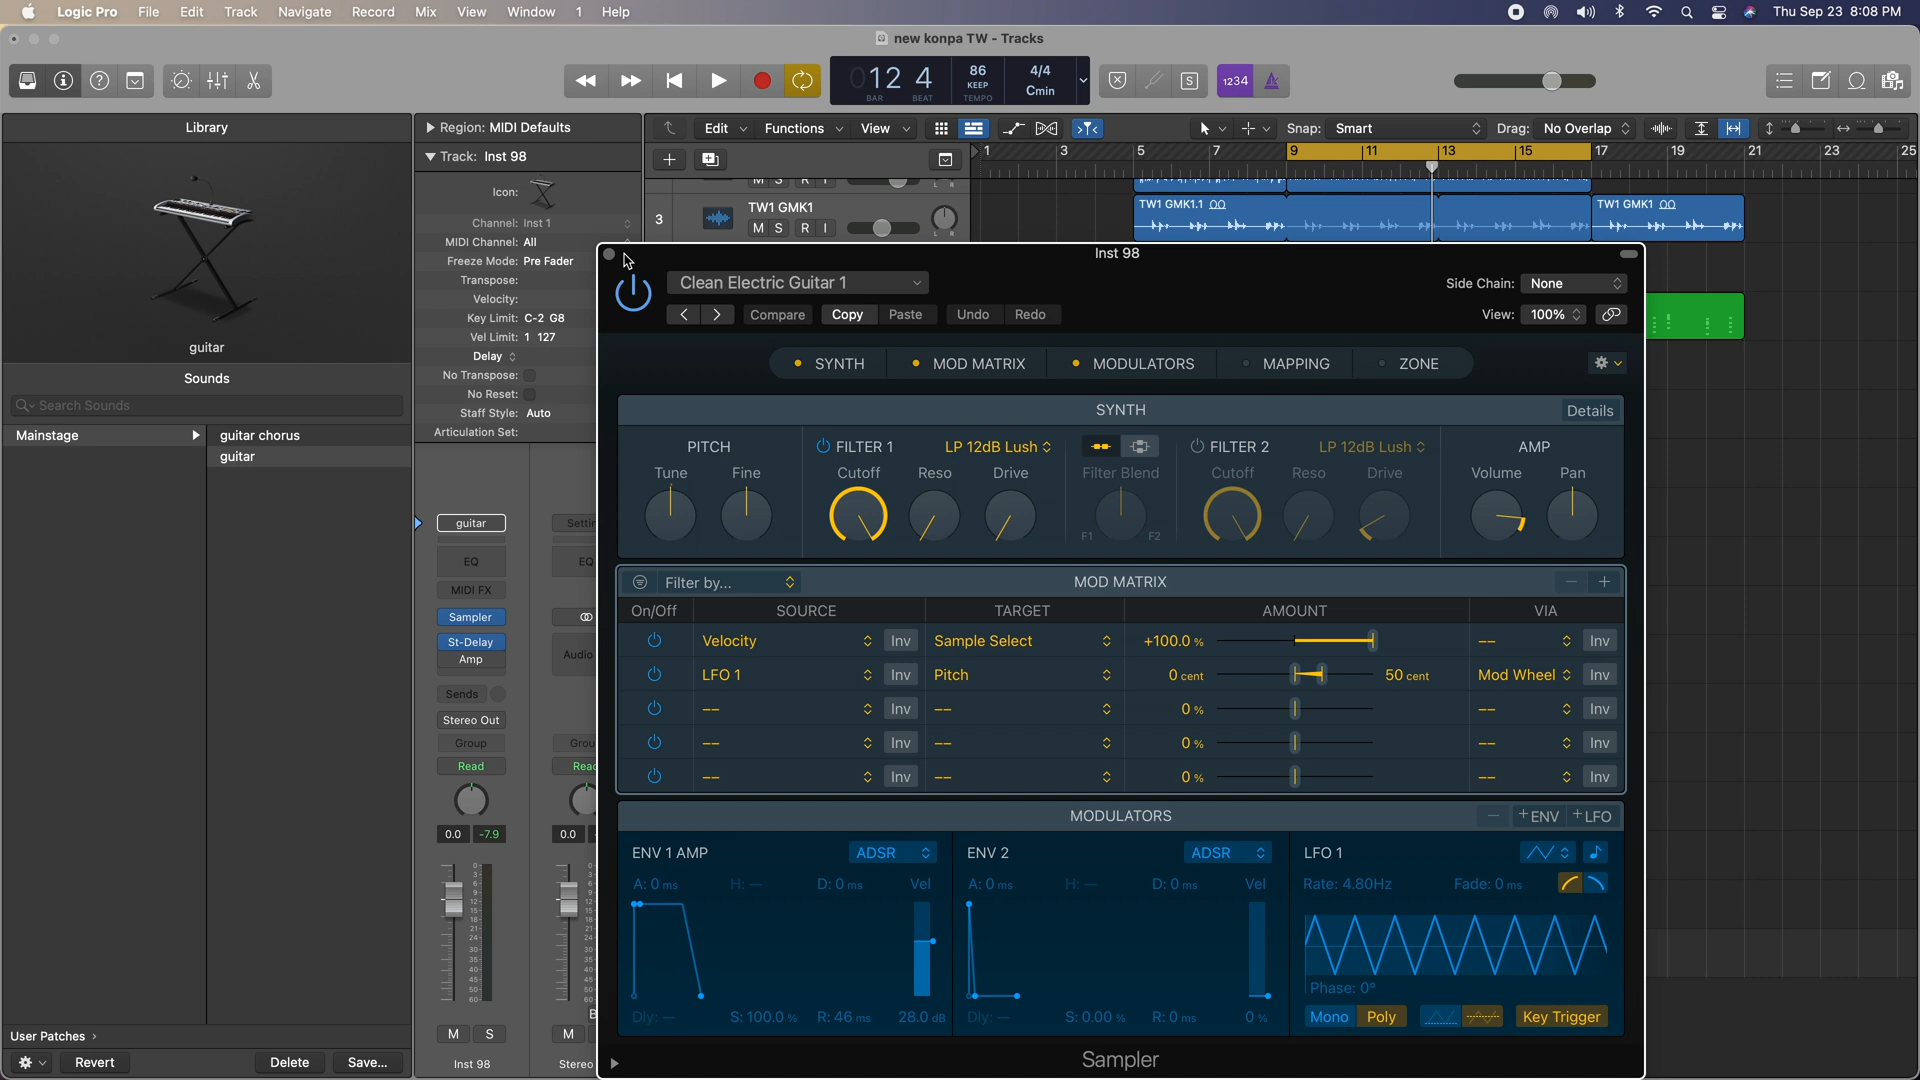 Logic Pro File Edit Track Navigate Record Mix View Window 1 Help
Thu Sep 23 8:08 PM
new konpa TW - Tracks
12 4
BAR BEAT
86
KEEP
TEMPO
4/4
Cmin
S
1234
Library
guitar
Sounds
Search Sounds
Mainstage
guitar chorus
guitar
User Patches
Revert
Delete
Save...
Region: MIDI Defaults
Track: Inst 98
Icon:
Channel: Inst 1
MIDI Channel: All
Freeze Mode: Pre Fader
Transpose:
Velocity:
Key Limit: C-2 G8
Vel Limit: 1 127
Delay
No Transpose:
No Reset:
Staff Style: Auto
Articulation Set:
guitar
EQ
MIDI FX
Sampler
St-Delay
Amp
Sends
Stereo Out
Group
Read
0.0 -7.9
M S
Inst 98
EQ
Audio
0.0
M
Stereo
Edit Functions View
Snap: Smart
Drag: No Overlap
1 3 5 7 9 11 13 15 17 19 21 23 25
3
TW1 GMK1
M S R I
TW1 GMK1.1
TW1 GMK1
Inst 98
Clean Electric Guitar 1
Side Chain: None
Compare Copy Paste Undo Redo
View: 100%
SYNTH MOD MATRIX MODULATORS MAPPING ZONE
SYNTH
Details
PITCH
Tune Fine
FILTER 1 LP 12dB Lush
Cutoff Reso Drive
Filter Blend
F1 F2
FILTER 2 LP 12dB Lush
Cutoff Reso Drive
AMP
Volume Pan
Filter by...
MOD MATRIX
On/Off SOURCE TARGET AMOUNT VIA
Velocity Inv Sample Select +100.0 % -- Inv
LFO 1 Inv Pitch 0 cent 50 cent Mod Wheel Inv
-- Inv -- 0 % -- Inv
-- Inv -- 0 % -- Inv
-- Inv -- 0 % -- Inv
MODULATORS
+ENV +LFO
ENV 1 AMP ADSR
A: 0 ms H: — D: 0 ms Vel
Dly: — S: 100.0 % R: 46 ms 28.0 dB
ENV 2 ADSR
A: 0 ms H: — D: 0 ms Vel
Dly: — S: 0.00 % R: 0 ms 0 %
LFO 1
Rate: 4.80Hz Fade: 0 ms
Phase: 0°
Mono Poly Key Trigger
Sampler